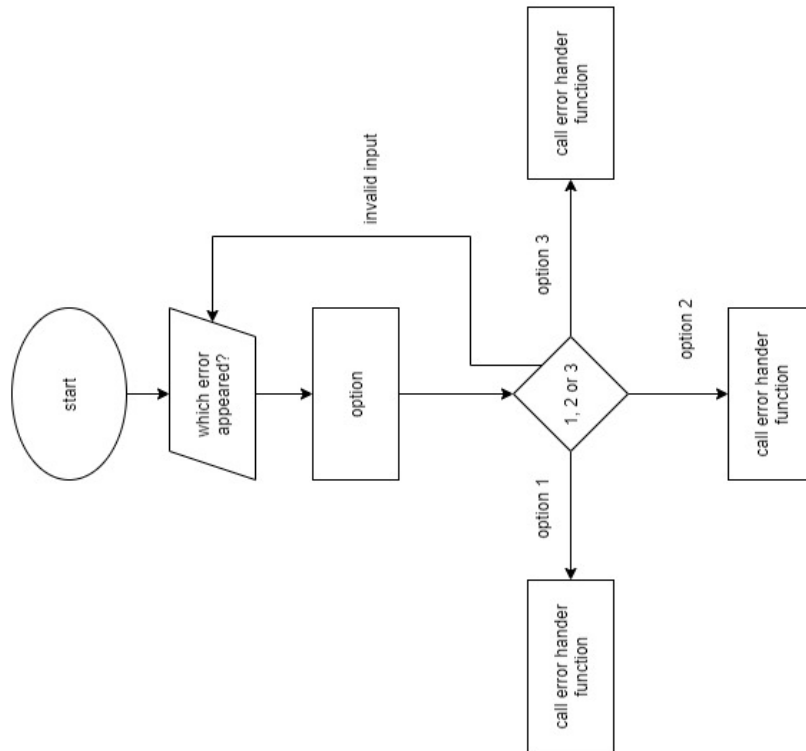 start
which error
appeared?
option
1, 2 or 3
invalid input
option 1
call error hander
function
option 2
call error hander
function
option 3
call error hander
function